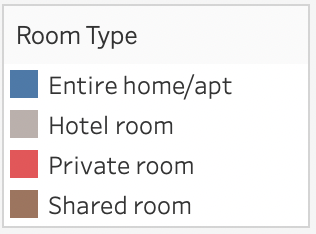 Room Type
Entire home/apt
Hotel room
Private room
Shared room